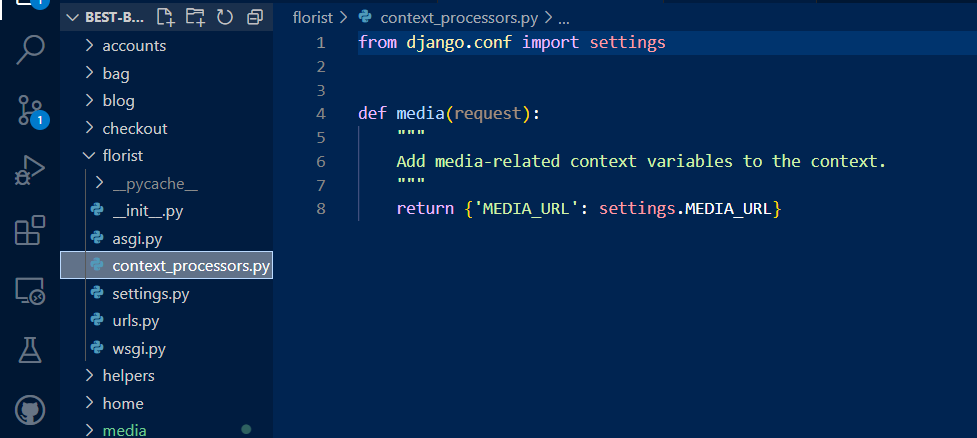 1
BEST-B...
accounts
bag
blog
checkout
florist
__pycache__
__init__.py
asgi.py
context_processors.py
settings.py
urls.py
wsgi.py
helpers
home
media
1
florist > context_processors.py > ...
1 from django.conf import settings
2
3
4 def media(request):
5 """
6 Add media-related context variables to the context.
7 """
8 return {'MEDIA_URL': settings.MEDIA_URL}